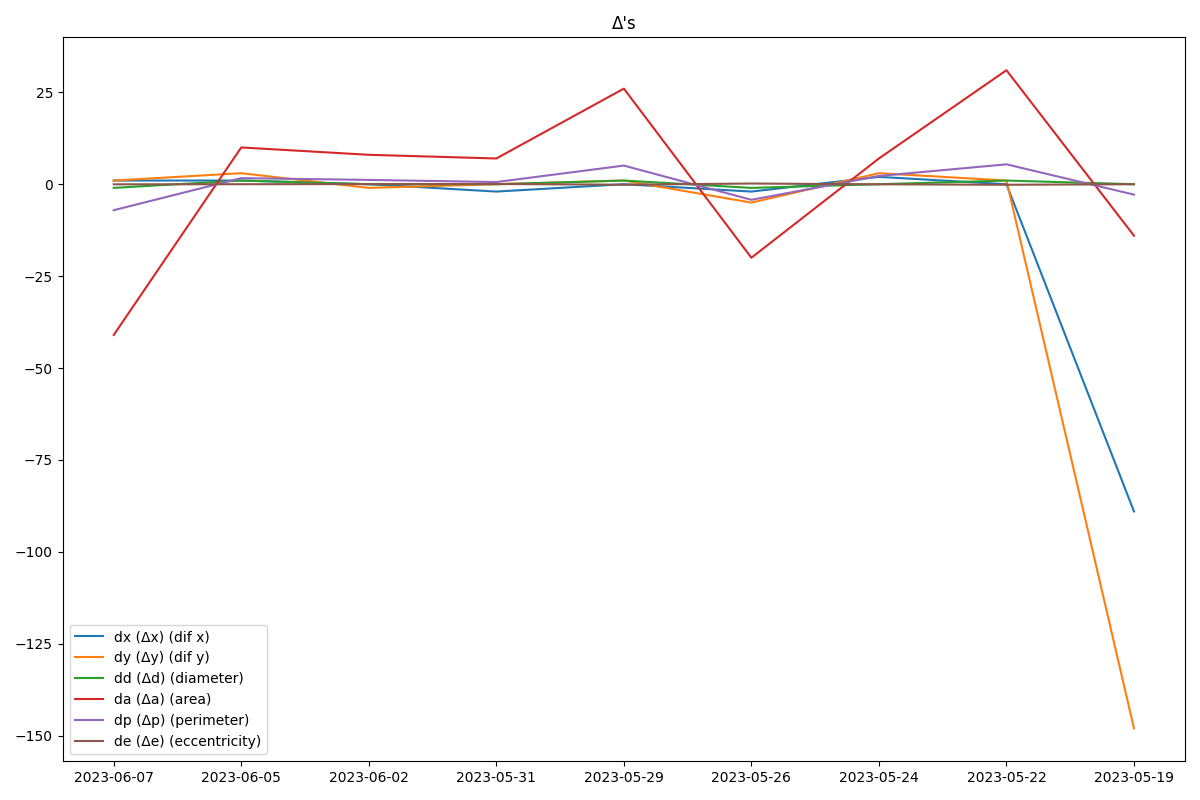 Δ's
25
0
−25
−50
−75
−100
−125
−150
dx (Δx) (dif x)
dy (Δy) (dif y)
dd (Δd) (diameter)
da (Δa) (area)
dp (Δp) (perimeter)
de (Δe) (eccentricity)
2023-06-07 2023-06-05 2023-06-02 2023-05-31 2023-05-29 2023-05-26 2023-05-24 2023-05-22 2023-05-19